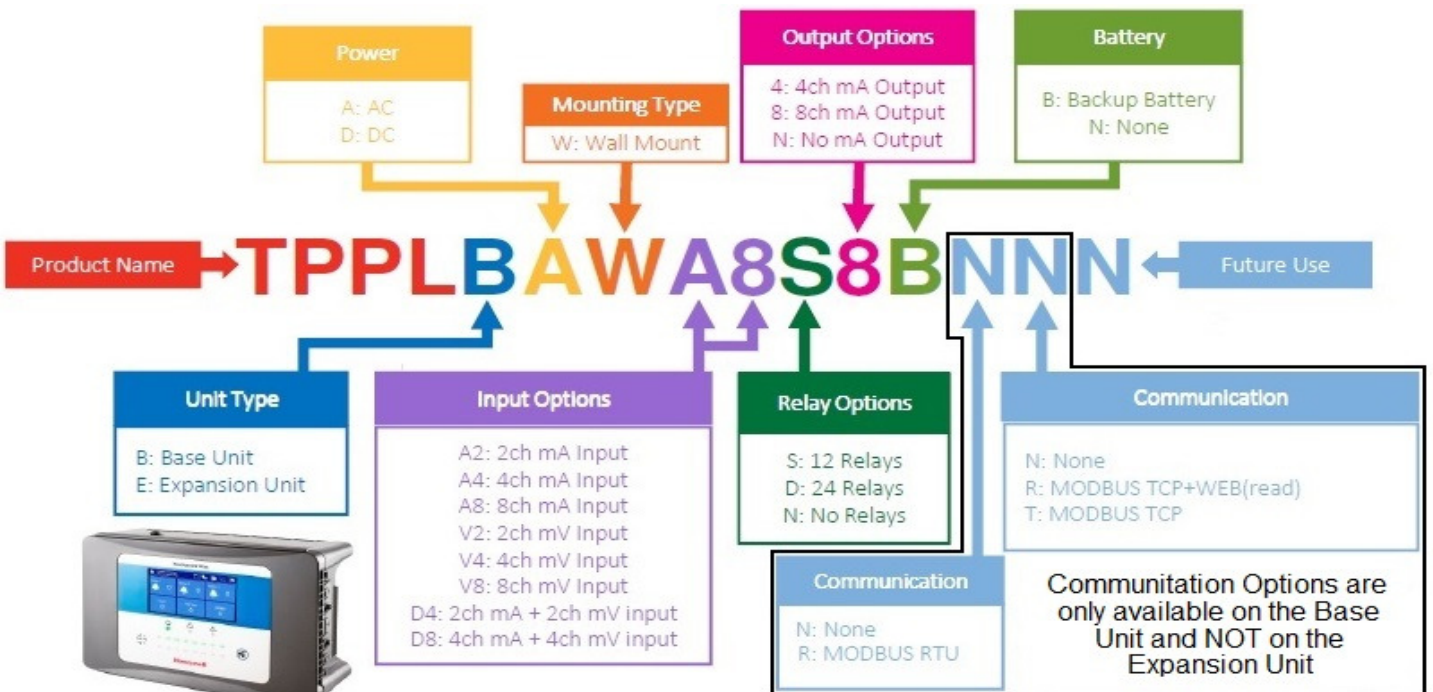 Power
A: AC
D: DC
Mounting Type
W: Wall Mount
Output Options
4: 4ch mA Output
8: 8ch mA Output
N: No mA Output
Battery
B: Backup Battery
N: None
Product Name
TPPLBAWA8S8BNNN
Future Use
Unit Type
B: Base Unit
E: Expansion Unit
Input Options
A2: 2ch mA Input
A4: 4ch mA Input
A8: 8ch mA Input
V2: 2ch mV Input
V4: 4ch mV Input
V8: 8ch mV Input
D4: 2ch mA + 2ch mV input
D8: 4ch mA + 4ch mV input
Relay Options
S: 12 Relays
D: 24 Relays
N: No Relays
Communication
N: None
R: MODBUS RTU
Communication
N: None
R: MODBUS TCP+WEB(read)
T: MODBUS TCP
Communitation Options are
only available on the Base
Unit and NOT on the
Expansion Unit
Honeywell